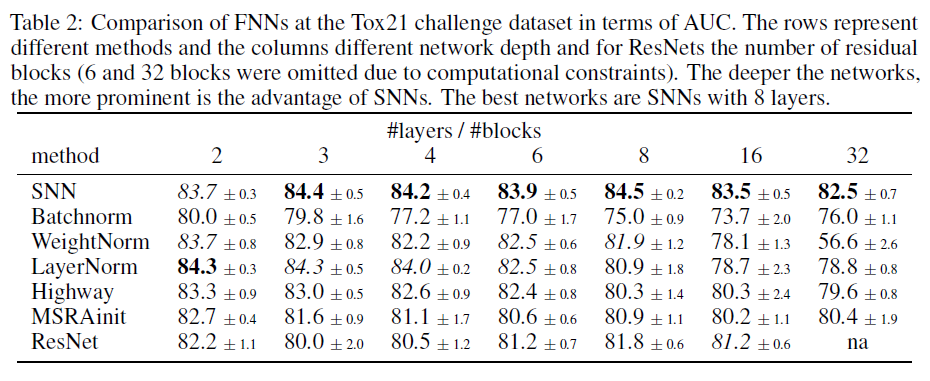 Table 2: Comparison of FNNs at the Tox21 challenge dataset in terms of AUC. The rows represent
different methods and the columns different network depth and for ResNets the number of residual
blocks (6 and 32 blocks were omitted due to computational constraints). The deeper the networks,
the more prominent is the advantage of SNNs. The best networks are SNNs with 8 layers.
#layers / #blocks
method 2 3 4 6 8 16 32
SNN 83.7 ± 0.3 84.4 ± 0.5 84.2 ± 0.4 83.9 ± 0.5 84.5 ± 0.2 83.5 ± 0.5 82.5 ± 0.7
Batchnorm 80.0 ± 0.5 79.8 ± 1.6 77.2 ± 1.1 77.0 ± 1.7 75.0 ± 0.9 73.7 ± 2.0 76.0 ± 1.1
WeightNorm 83.7 ± 0.8 82.9 ± 0.8 82.2 ± 0.9 82.5 ± 0.6 81.9 ± 1.2 78.1 ± 1.3 56.6 ± 2.6
LayerNorm 84.3 ± 0.3 84.3 ± 0.5 84.0 ± 0.2 82.5 ± 0.8 80.9 ± 1.8 78.7 ± 2.3 78.8 ± 0.8
Highway 83.3 ± 0.9 83.0 ± 0.5 82.6 ± 0.9 82.4 ± 0.8 80.3 ± 1.4 80.3 ± 2.4 79.6 ± 0.8
MSRAinit 82.7 ± 0.4 81.6 ± 0.9 81.1 ± 1.7 80.6 ± 0.6 80.9 ± 1.1 80.2 ± 1.1 80.4 ± 1.9
ResNet 82.2 ± 1.1 80.0 ± 2.0 80.5 ± 1.2 81.2 ± 0.7 81.8 ± 0.6 81.2 ± 0.6 na